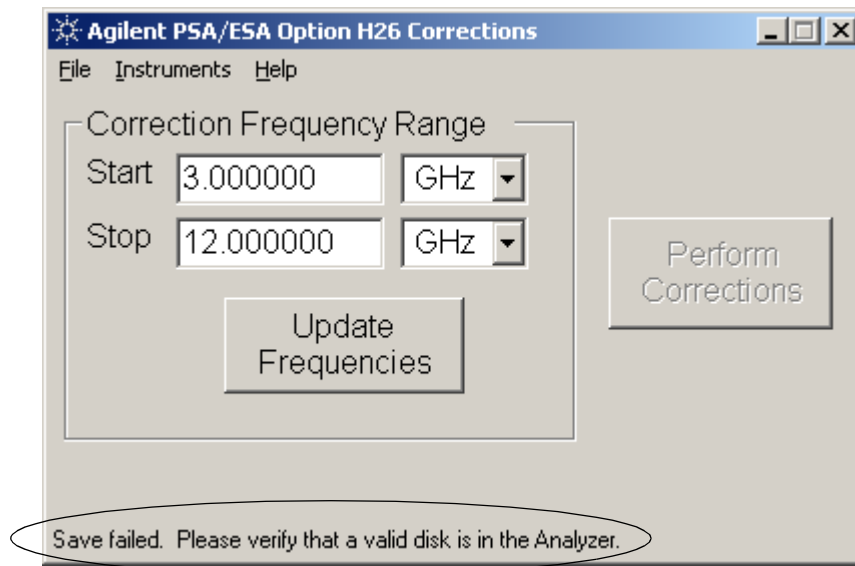 Agilent PSA/ESA Option H26 Corrections
File Instruments Help
Correction Frequency Range
Start 3.000000 GHz
Stop 12.000000 GHz
Update
Frequencies
Perform
Corrections
Save failed. Please verify that a valid disk is in the Analyzer.